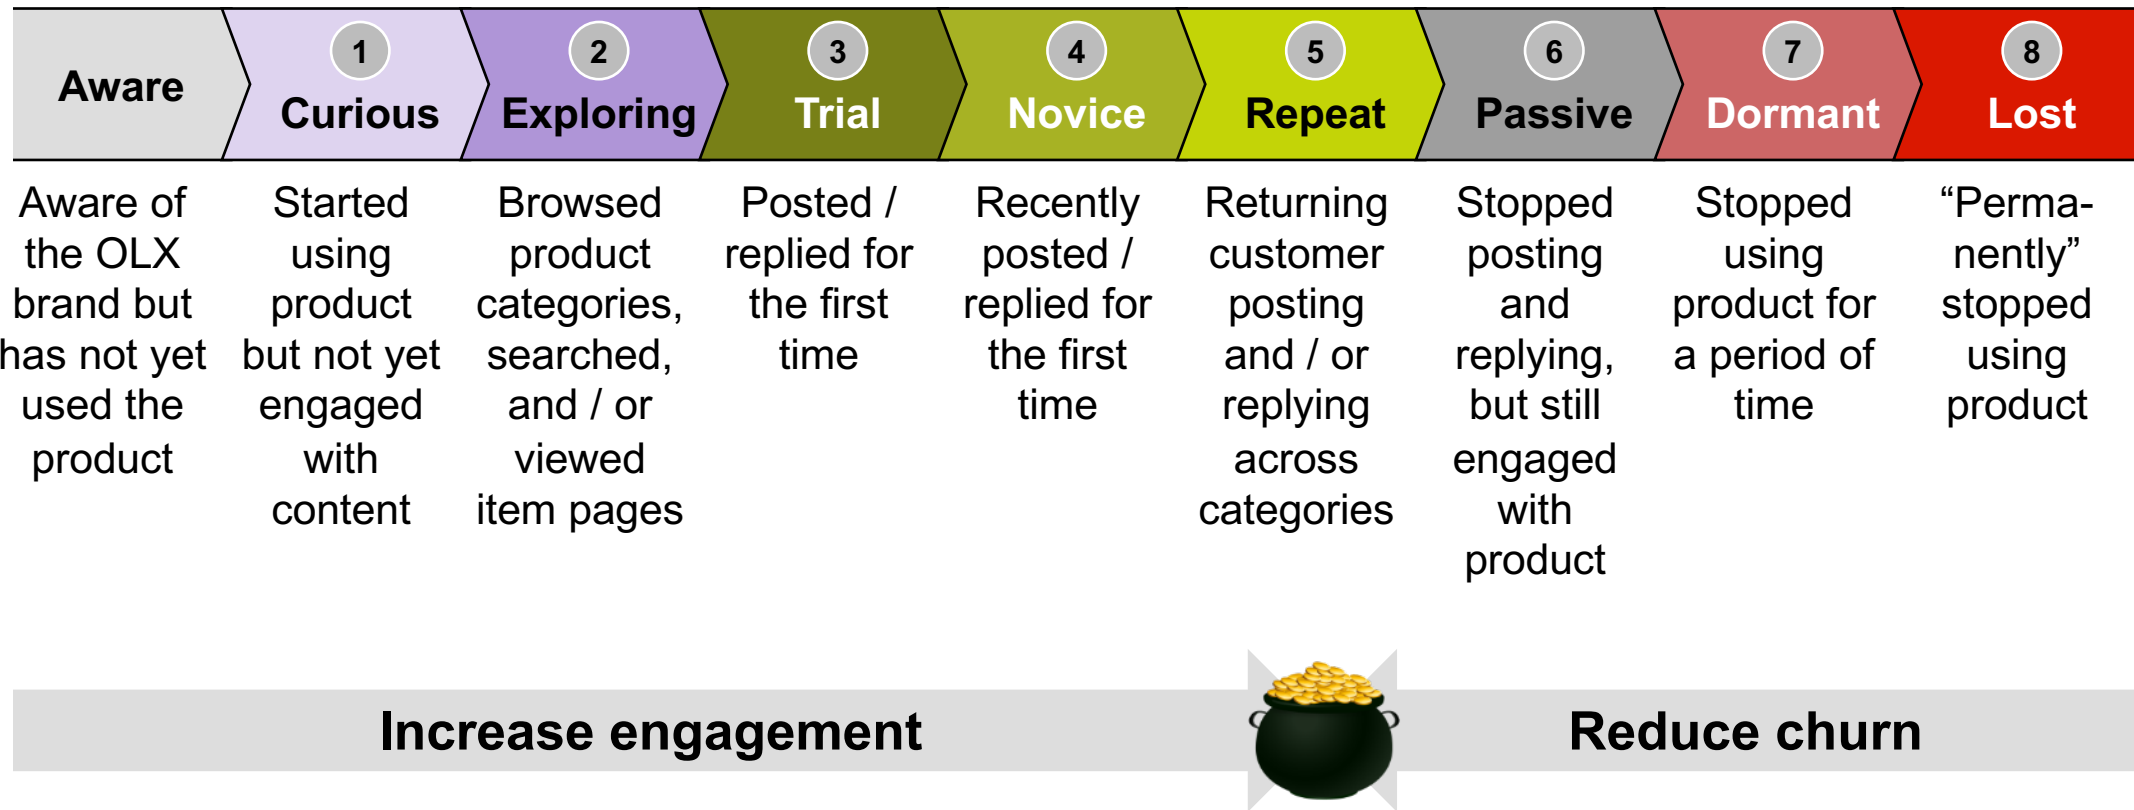 Aware
1
Curious
2
Exploring
3
Trial
4
Novice
5
Repeat
6
Passive
7
Dormant
8
Lost
Aware of
the OLX
brand but
has not yet
used the
product
Started
using
product
but not yet
engaged
with
content
Browsed
product
categories,
searched,
and / or
viewed
item pages
Posted /
replied for
the first
time
Recently
posted /
replied for
the first
time
Returning
customer
posting
and / or
replying
across
categories
Stopped
posting
and
replying,
but still
engaged
with
product
Stopped
using
product for
a period of
time
“Perma-
nently”
stopped
using
product
Increase engagement
Reduce churn